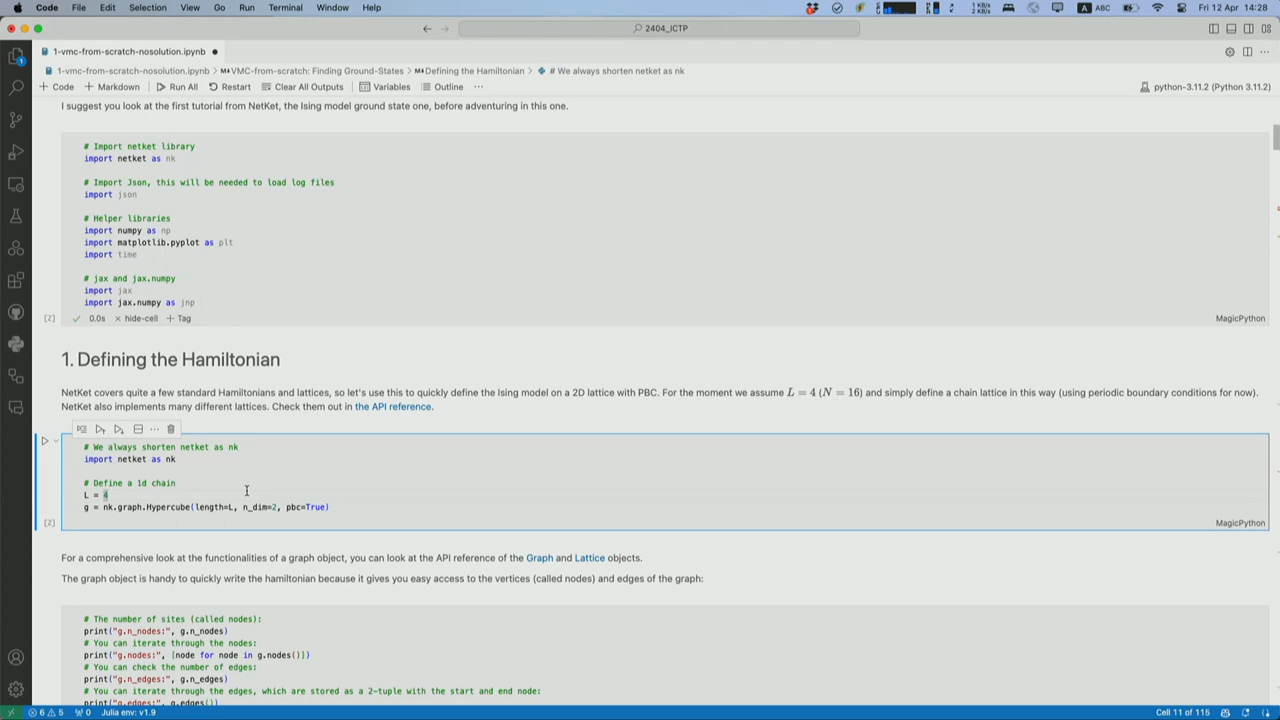 Code File Edit Selection View Go Run Terminal Window Help
1 KB/s
2 KB/s
A ABC
Fri 12 Apr 14:28
2404_ICTP
1-vmc-from-scratch-nosolution.ipynb
1-vmc-from-scratch-nosolution.ipynb > VMC-from-scratch: Finding Ground-States > Defining the Hamiltonian > # We always shorten netket as nk
+ Code + Markdown Run All Restart Clear All Outputs Variables Outline ...
python-3.11.2 (Python 3.11.2)
I suggest you look at the first tutorial from NetKet, the Ising model ground state one, before adventuring in this one.
# Import netket library
import netket as nk
# Import Json, this will be needed to load log files
import json
# Helper libraries
import numpy as np
import matplotlib.pyplot as plt
import time
# jax and jax.numpy
import jax
import jax.numpy as jnp
[2] ✓ 0.0s × hide-cell + Tag
MagicPython
1. Defining the Hamiltonian
NetKet covers quite a few standard Hamiltonians and lattices, so let's use this to quickly define the Ising model on a 2D lattice with PBC. For the moment we assume L = 4 (N = 16) and simply define a chain lattice in this way (using periodic boundary conditions for now).
NetKet also implements many different lattices. Check them out in the API reference.
# We always shorten netket as nk
import netket as nk
# Define a 1d chain
L = 4
g = nk.graph.Hypercube(length=L, n_dim=2, pbc=True)
[2]
MagicPython
For a comprehensive look at the functionalities of a graph object, you can look at the API reference of the Graph and Lattice objects.
The graph object is handy to quickly write the hamiltonian because it gives you easy access to the vertices (called nodes) and edges of the graph:
# The number of sites (called nodes):
print("g.n_nodes:", g.n_nodes)
# You can iterate through the nodes:
print("g.nodes:", [node for node in g.nodes()])
# You can check the number of edges:
print("g.n_edges:", g.n_edges)
# You can iterate through the edges, which are stored as a 2-tuple with the start and end node:
print("g.edges:", g.edges())
6 5 0 Julia env: v1.9
Cell 11 of 115